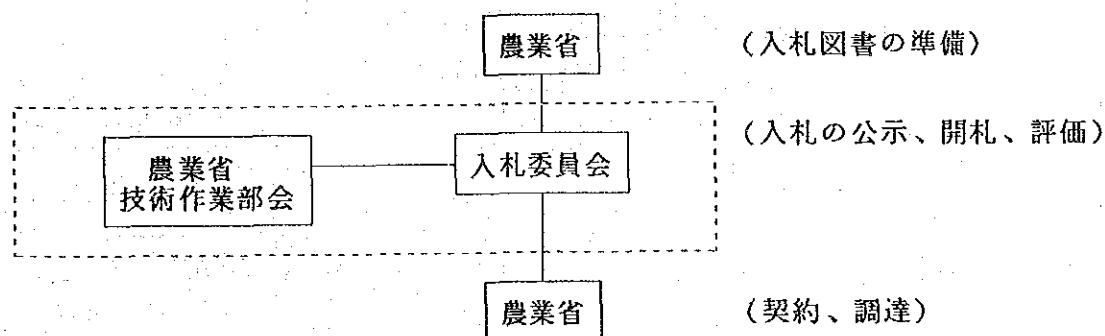 農業省 (入札図書の準備)
(入札の公示、開札、評価)
農業省
技術作業部会
入札委員会
農業省 (契約、調達)